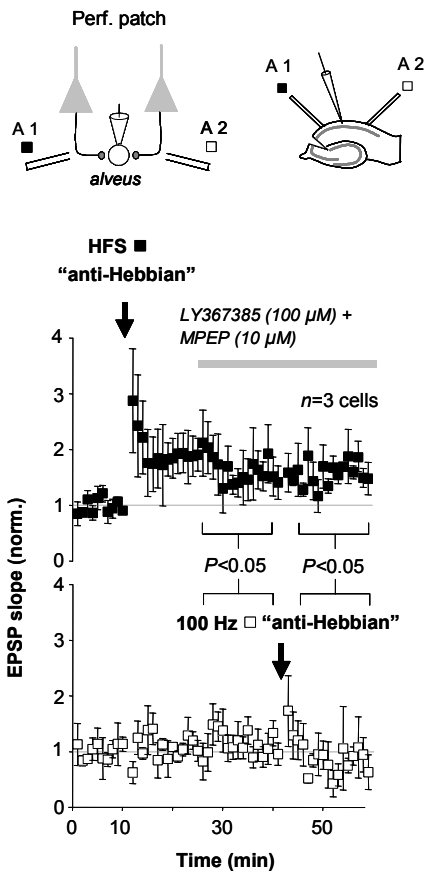 Perf. patch
A 1
A 2
alveus
A 1
A 2
HFS ■
“anti-Hebbian”
LY367385 (100 µM) +
MPEP (10 µM)
n=3 cells
4
3
2
1
0
P<0.05
P<0.05
100 Hz □ “anti-Hebbian”
4
3
2
1
0
EPSP slope (norm.)
0
10
30
50
Time (min)